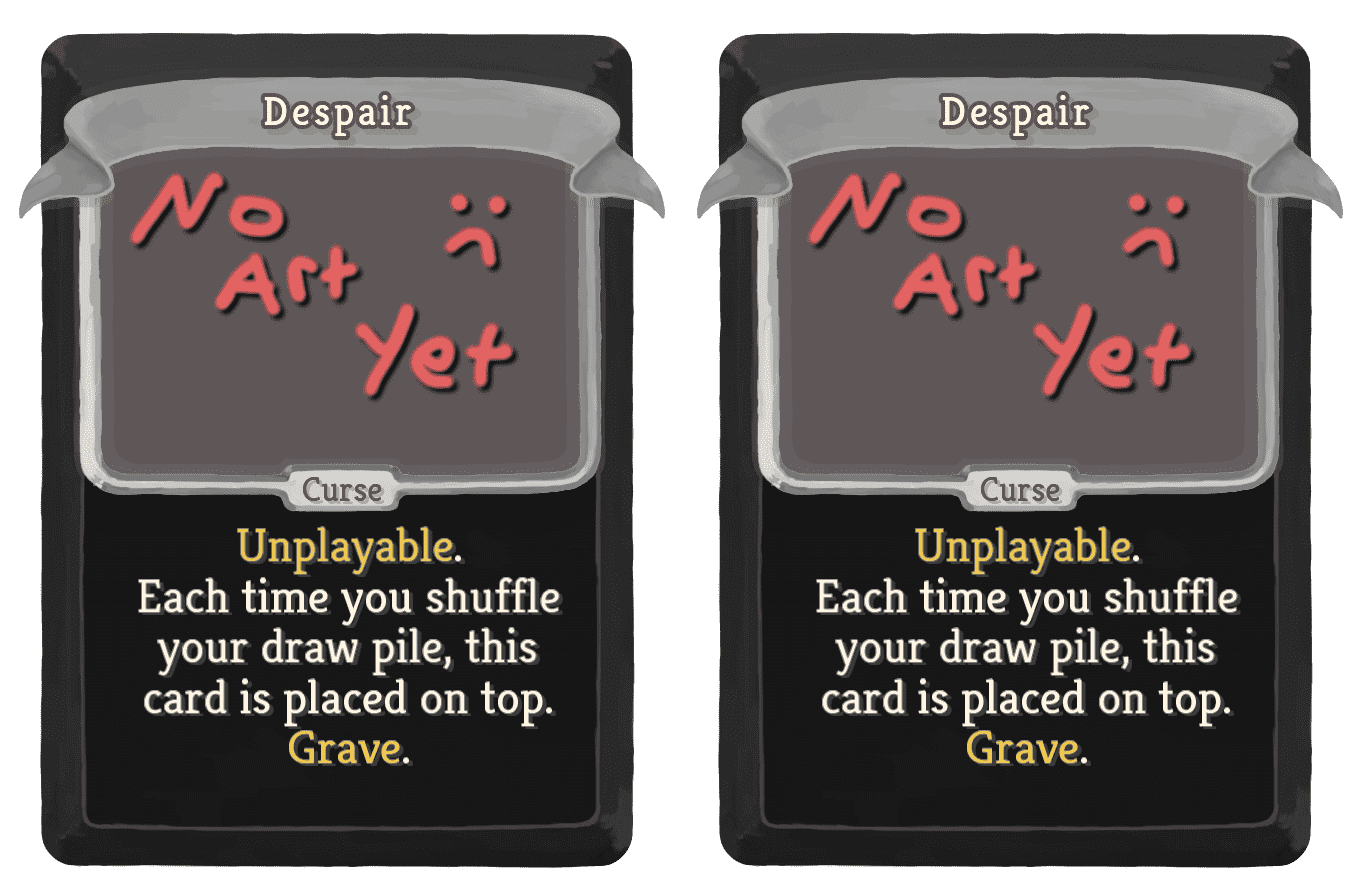 Despair
No
Art
Yet
:(
Curse
Unplayable.
Each time you shuffle
your draw pile, this
card is placed on top.
Grave.
Despair
No
Art
Yet
:(
Curse
Unplayable.
Each time you shuffle
your draw pile, this
card is placed on top.
Grave.